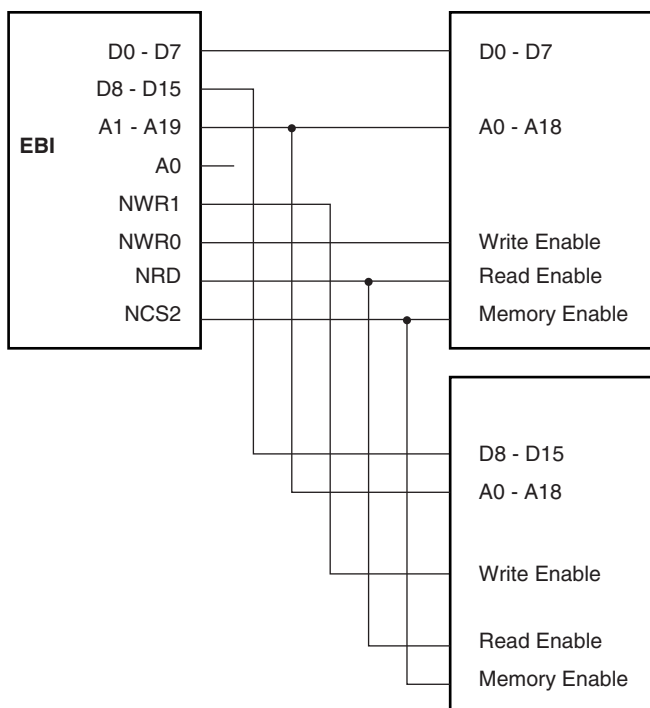 D0 - D7
D8 - D15
A1 - A19
EBI
A0
NWR1
NWR0
NRD
NCS2
D0 - D7
A0 - A18
Write Enable
Read Enable
Memory Enable
D8 - D15
A0 - A18
Write Enable
Read Enable
Memory Enable